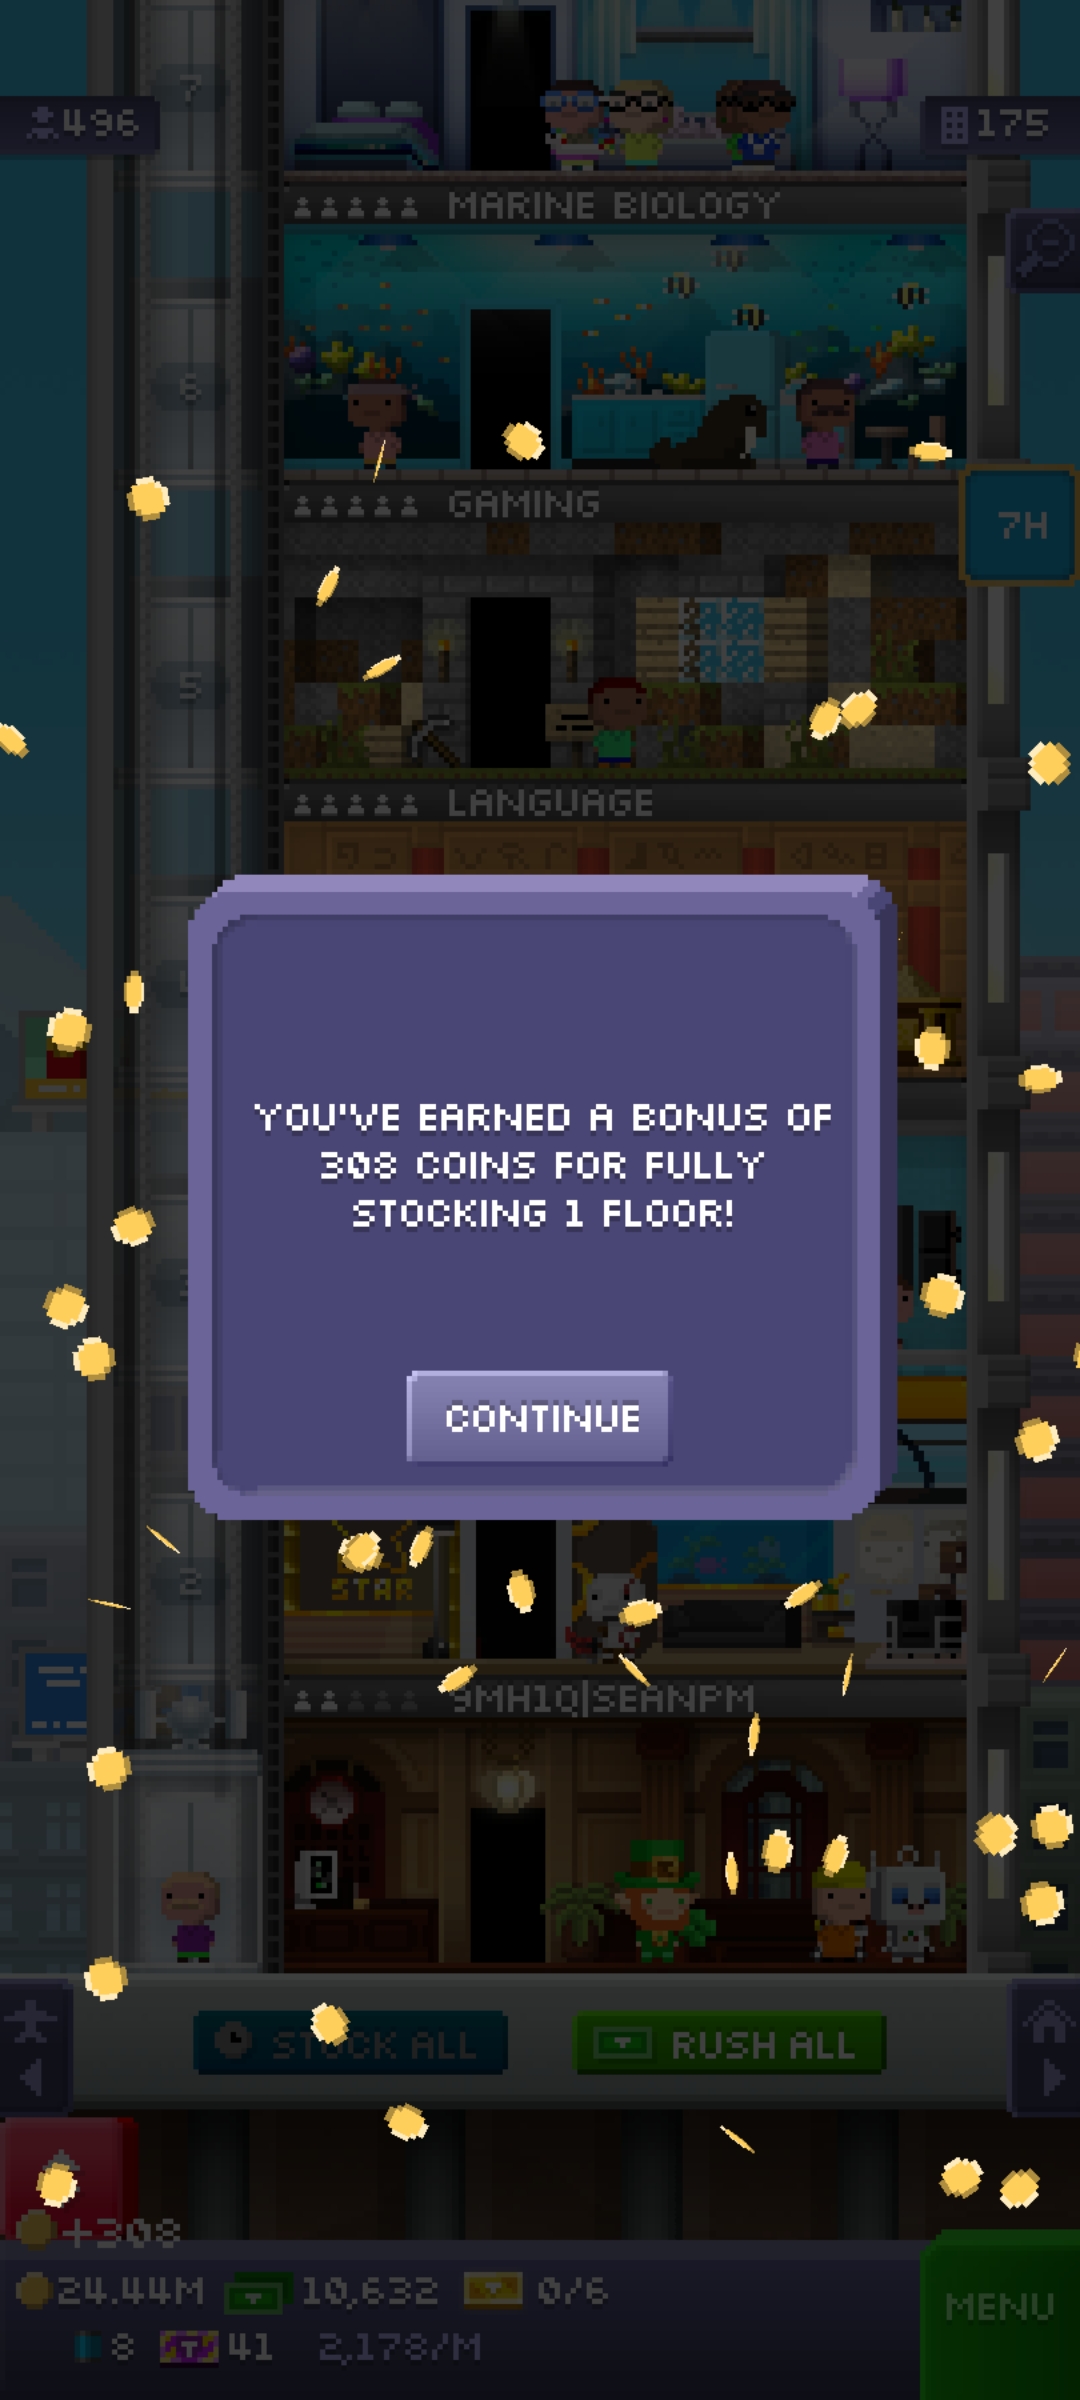 7
496
175
MARINE BIOLOGY
6
GAMING
7H
5
LANGUAGE
YOU'VE EARNED A BONUS OF
308 COINS FOR FULLY
STOCKING 1 FLOOR!
CONTINUE
STAR
2
9MH1Q|SEANPM
STOCK ALL
RUSH ALL
+308
24.44M
10,632
0/6
MENU
8
41
2,178/M